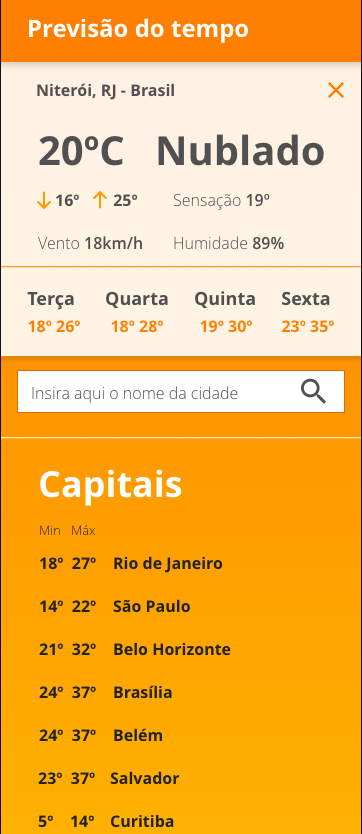 Previsão do tempo
Niterói, RJ - Brasil
20ºC Nublado
16º 25º Sensação 19º
Vento 18km/h Humidade 89%
Terça Quarta Quinta Sexta
18º 26º 18º 28º 19º 30º 23º 35º
Insira aqui o nome da cidade
Capitais
Min Máx
18º 27º Rio de Janeiro
14º 22º São Paulo
21º 32º Belo Horizonte
24º 37º Brasília
24º 37º Belém
23º 37º Salvador
5º 14º Curitiba